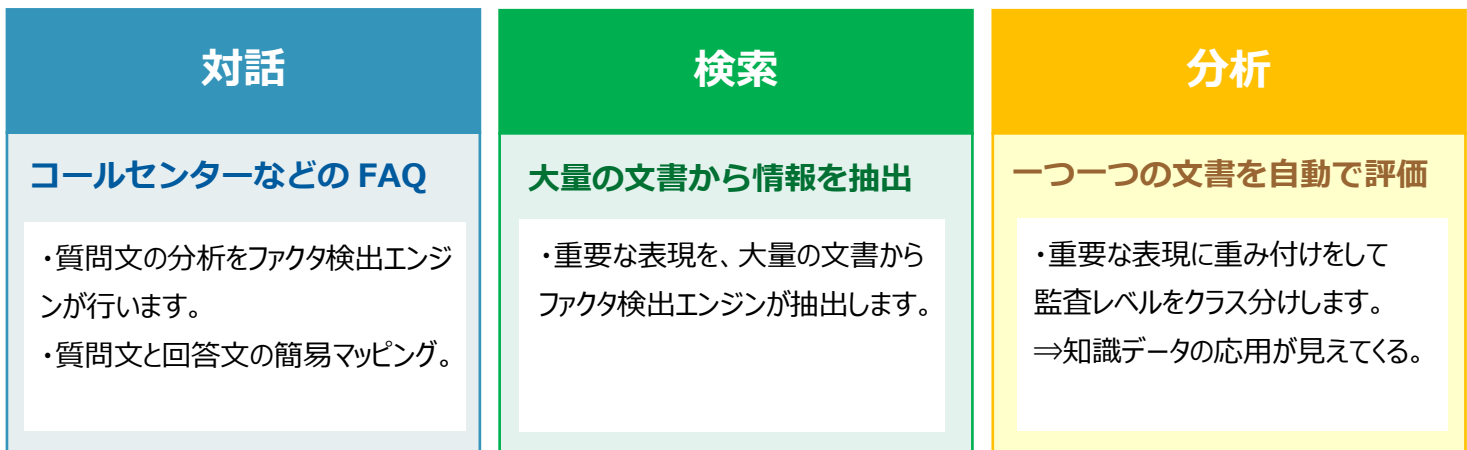 対話
コールセンターなどの FAQ
・質問文の分析をファクタ検出エンジ
ンが行います。
・質問文と回答文の簡易マッピング。
検索
大量の文書から情報を抽出
・重要な表現を、大量の文書から
ファクタ検出エンジンが抽出します。
分析
一つ一つの文書を自動で評価
・重要な表現に重み付けをして
監査レベルをクラス分けします。
⇒知識データの応用が見えてくる。